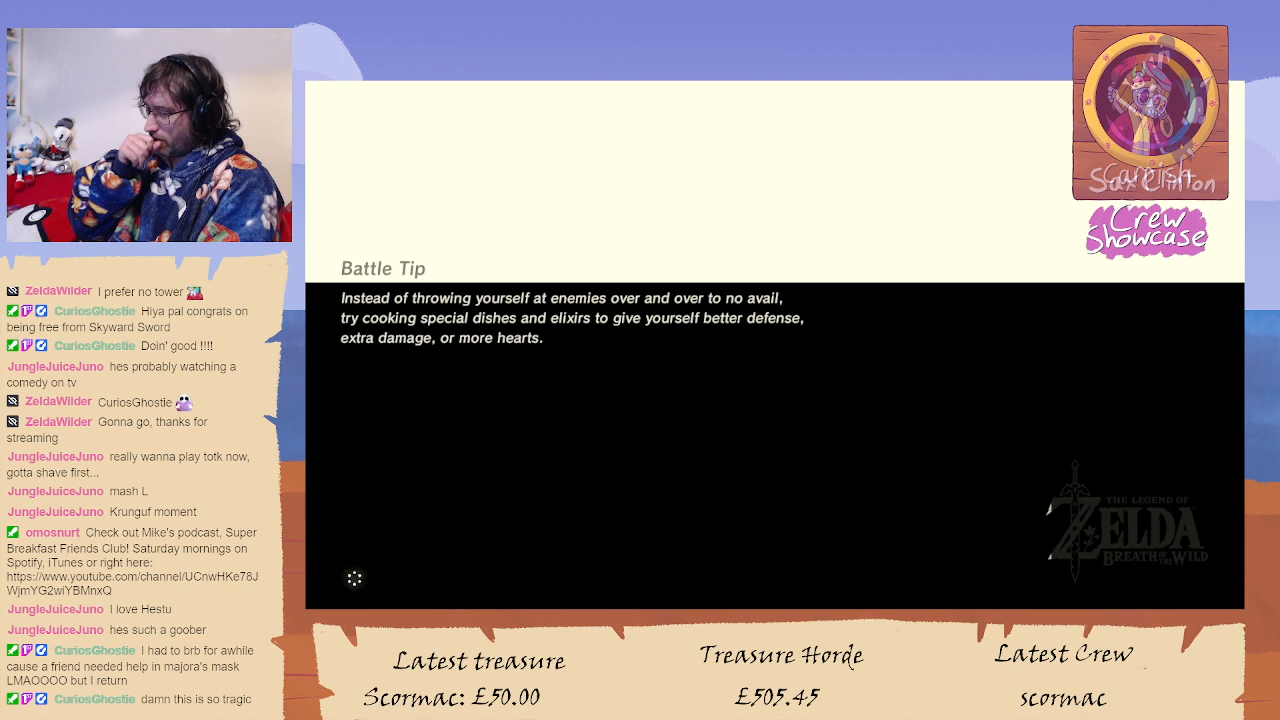 Crew
Showcase
ZeldaWilder I prefer no tower
CuriosGhostie Hiya pal congrats on
being free from Skyward Sword
CuriosGhostie Doin' good !!!!
JungleJuiceJuno hes probably watching a
comedy on tv
ZeldaWilder CuriosGhostie
ZeldaWilder Gonna go, thanks for
streaming
JungleJuiceJuno really wanna play totk now,
gotta shave first...
JungleJuiceJuno mash L
JungleJuiceJuno Krunguf moment
omosnurt Check out Mike's podcast, Super
Breakfast Friends Club! Saturday mornings on
Spotify, iTunes or right here:
https://www.youtube.com/channel/UCnwHKe78J
WjmYG2wiYBMnxQ
JungleJuiceJuno I love Hestu
JungleJuiceJuno hes such a goober
CuriosGhostie I had to brb for awhile
cause a friend needed help in majora's mask
LMAOOOO but I return
CuriosGhostie damn this is so tragic
Battle Tip
Instead of throwing yourself at enemies over and over to no avail,
try cooking special dishes and elixirs to give yourself better defense,
extra damage, or more hearts.
THE LEGEND OF
ZELDA
BREATH OF THE WILD
Latest treasure
Scormac: £50.00
Treasure Horde
£505.45
Latest Crew
scormac